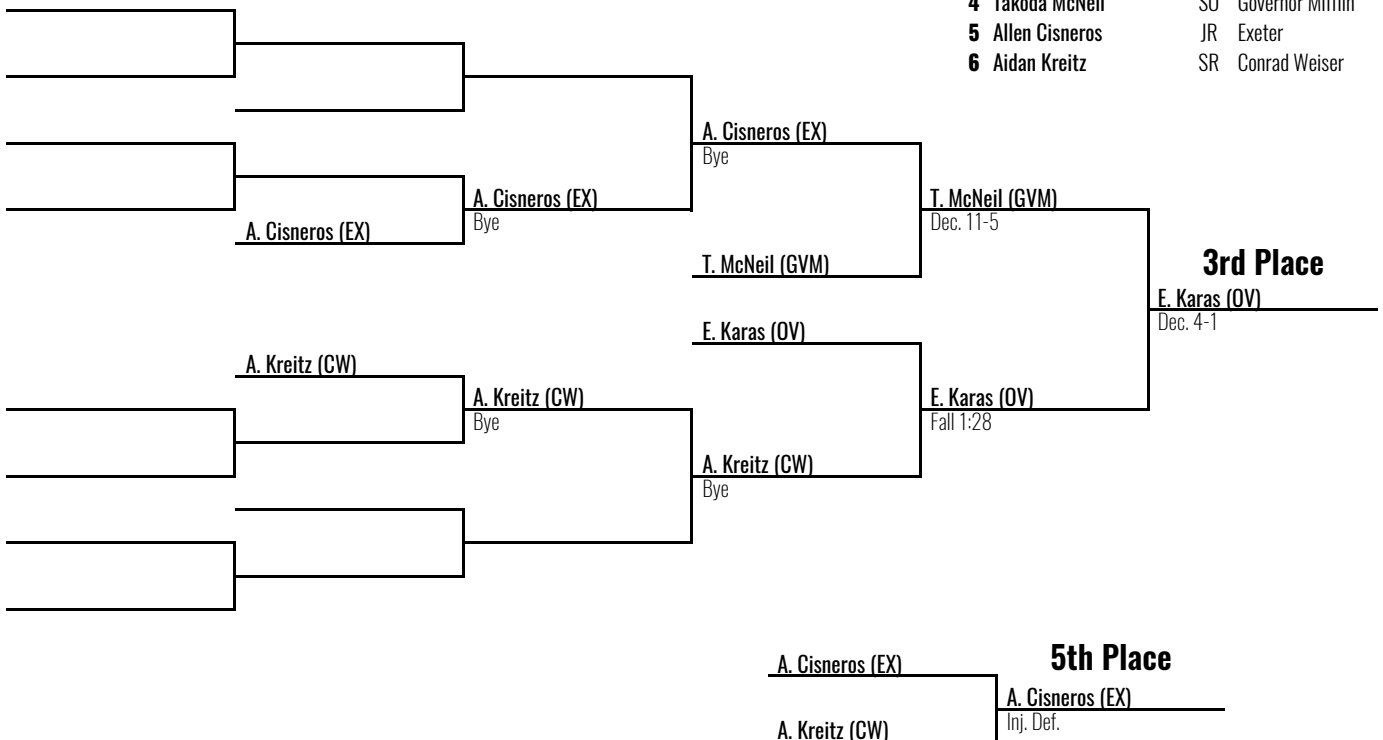 4 Takoda McNeil SO Governor Mifflin
5 Allen Cisneros JR Exeter
6 Aidan Kreitz SR Conrad Weiser
A. Cisneros (EX)
Bye
A. Cisneros (EX)
Bye
T. McNeil (GVM)
Dec. 11-5
A. Cisneros (EX)
T. McNeil (GVM)
3rd Place
E. Karas (OV)
Dec. 4-1
E. Karas (OV)
A. Kreitz (CW)
A. Kreitz (CW)
Bye
E. Karas (OV)
Fall 1:28
A. Kreitz (CW)
Bye
5th Place
A. Cisneros (EX)
A. Cisneros (EX)
Inj. Def.
A. Kreitz (CW)